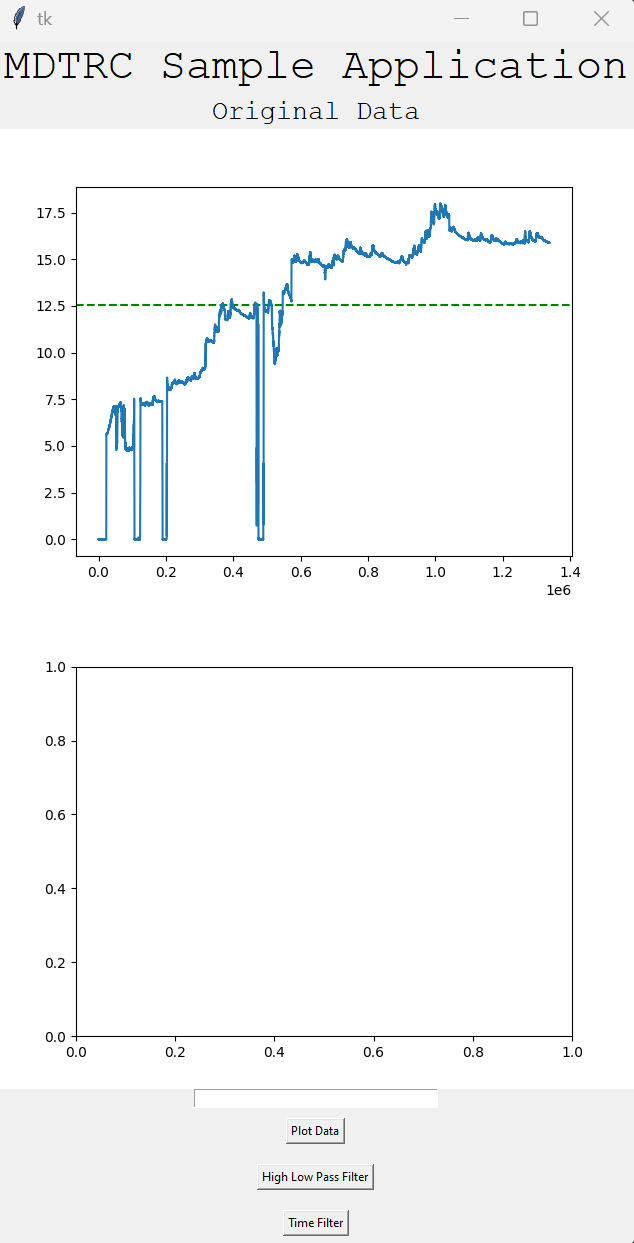 tk
MDTRC Sample Application
Original Data
17.5
15.0
12.5
10.0
7.5
5.0
2.5
0.0
0.0 0.2 0.4 0.6 0.8 1.0 1.2 1.4
1e6
1.0
0.8
0.6
0.4
0.2
0.0
0.0 0.2 0.4 0.6 0.8 1.0
Plot Data
High Low Pass Filter
Time Filter